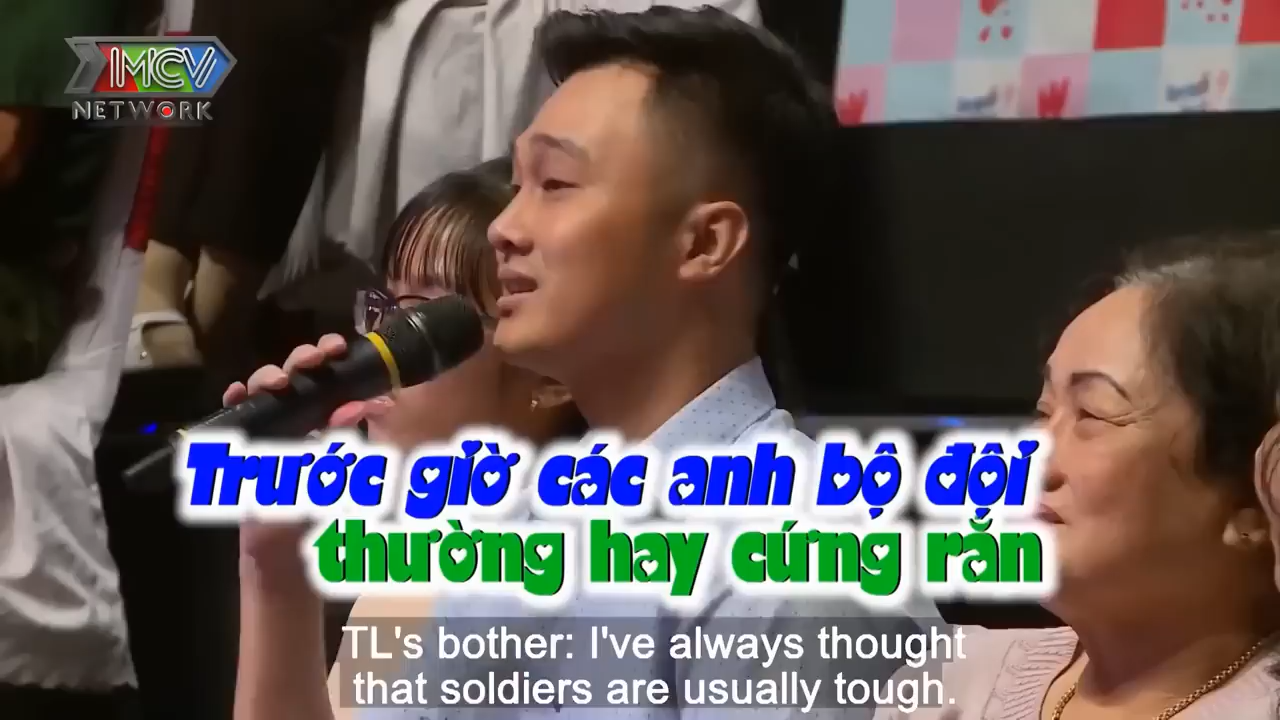 MCV
NETWORK
Trước giờ các anh bộ đội
thường hay cứng rắn
TL's bother: I've always thought
that soldiers are usually tough.